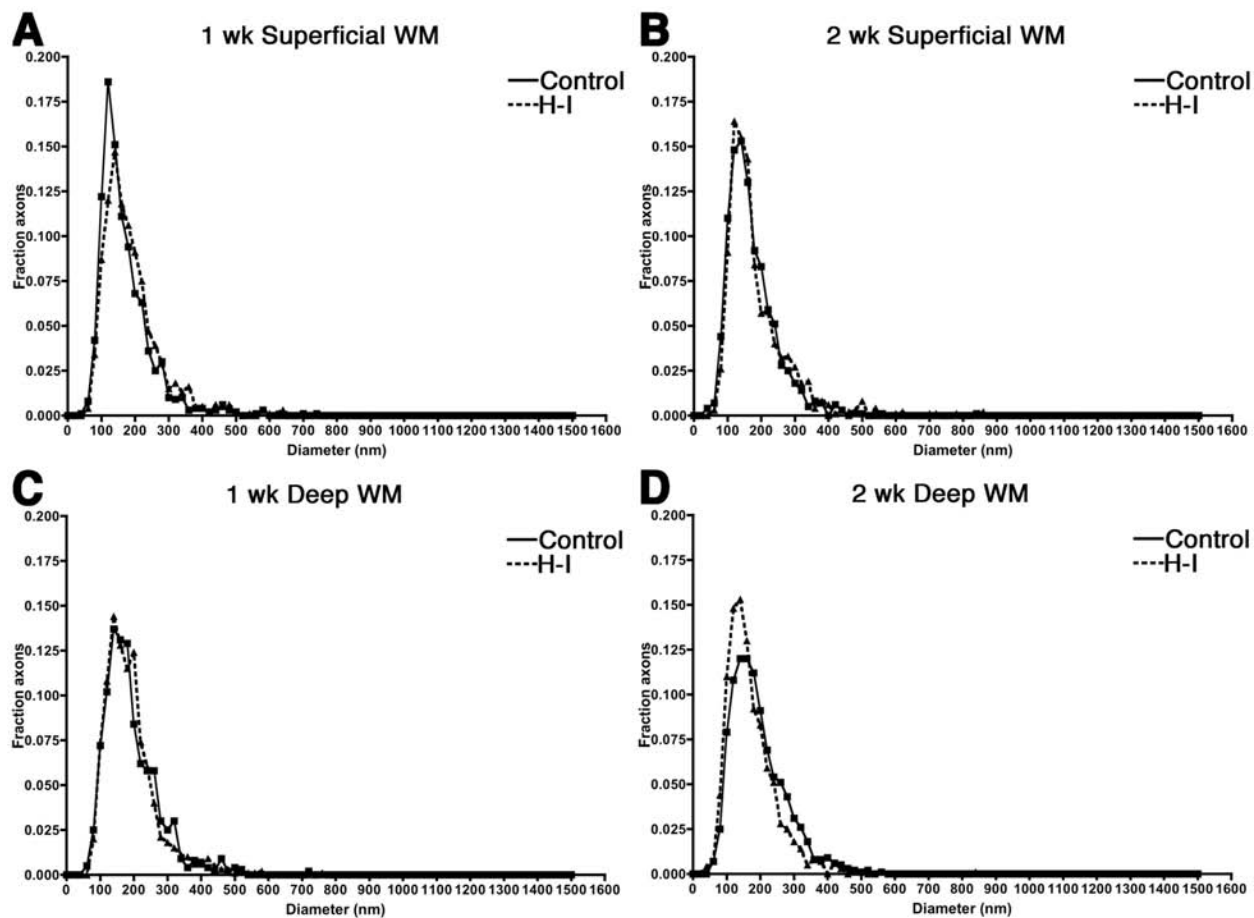 A
1 wk Superficial WM
Control
H-I
Fraction axons
0.200
0.175
0.150
0.125
0.100
0.075
0.050
0.025
0.000
0 100 200 300 400 500 600 700 800 900 1000 1100 1200 1300 1400 1500 1600
Diameter (nm)
B
2 wk Superficial WM
Control
H-I
Fraction axons
0.200
0.175
0.150
0.125
0.100
0.075
0.050
0.025
0.000
0 100 200 300 400 500 600 700 800 900 1000 1100 1200 1300 1400 1500 1600
Diameter (nm)
C
1 wk Deep WM
Control
H-I
Fraction axons
0.200
0.175
0.150
0.125
0.100
0.075
0.050
0.025
0.000
0 100 200 300 400 500 600 700 800 900 1000 1100 1200 1300 1400 1500 1600
Diameter (nm)
D
2 wk Deep WM
Control
H-I
Fraction axons
0.200
0.175
0.150
0.125
0.100
0.075
0.050
0.025
0.000
0 100 200 300 400 500 600 700 800 900 1000 1100 1200 1300 1400 1500 1600
Diameter (nm)